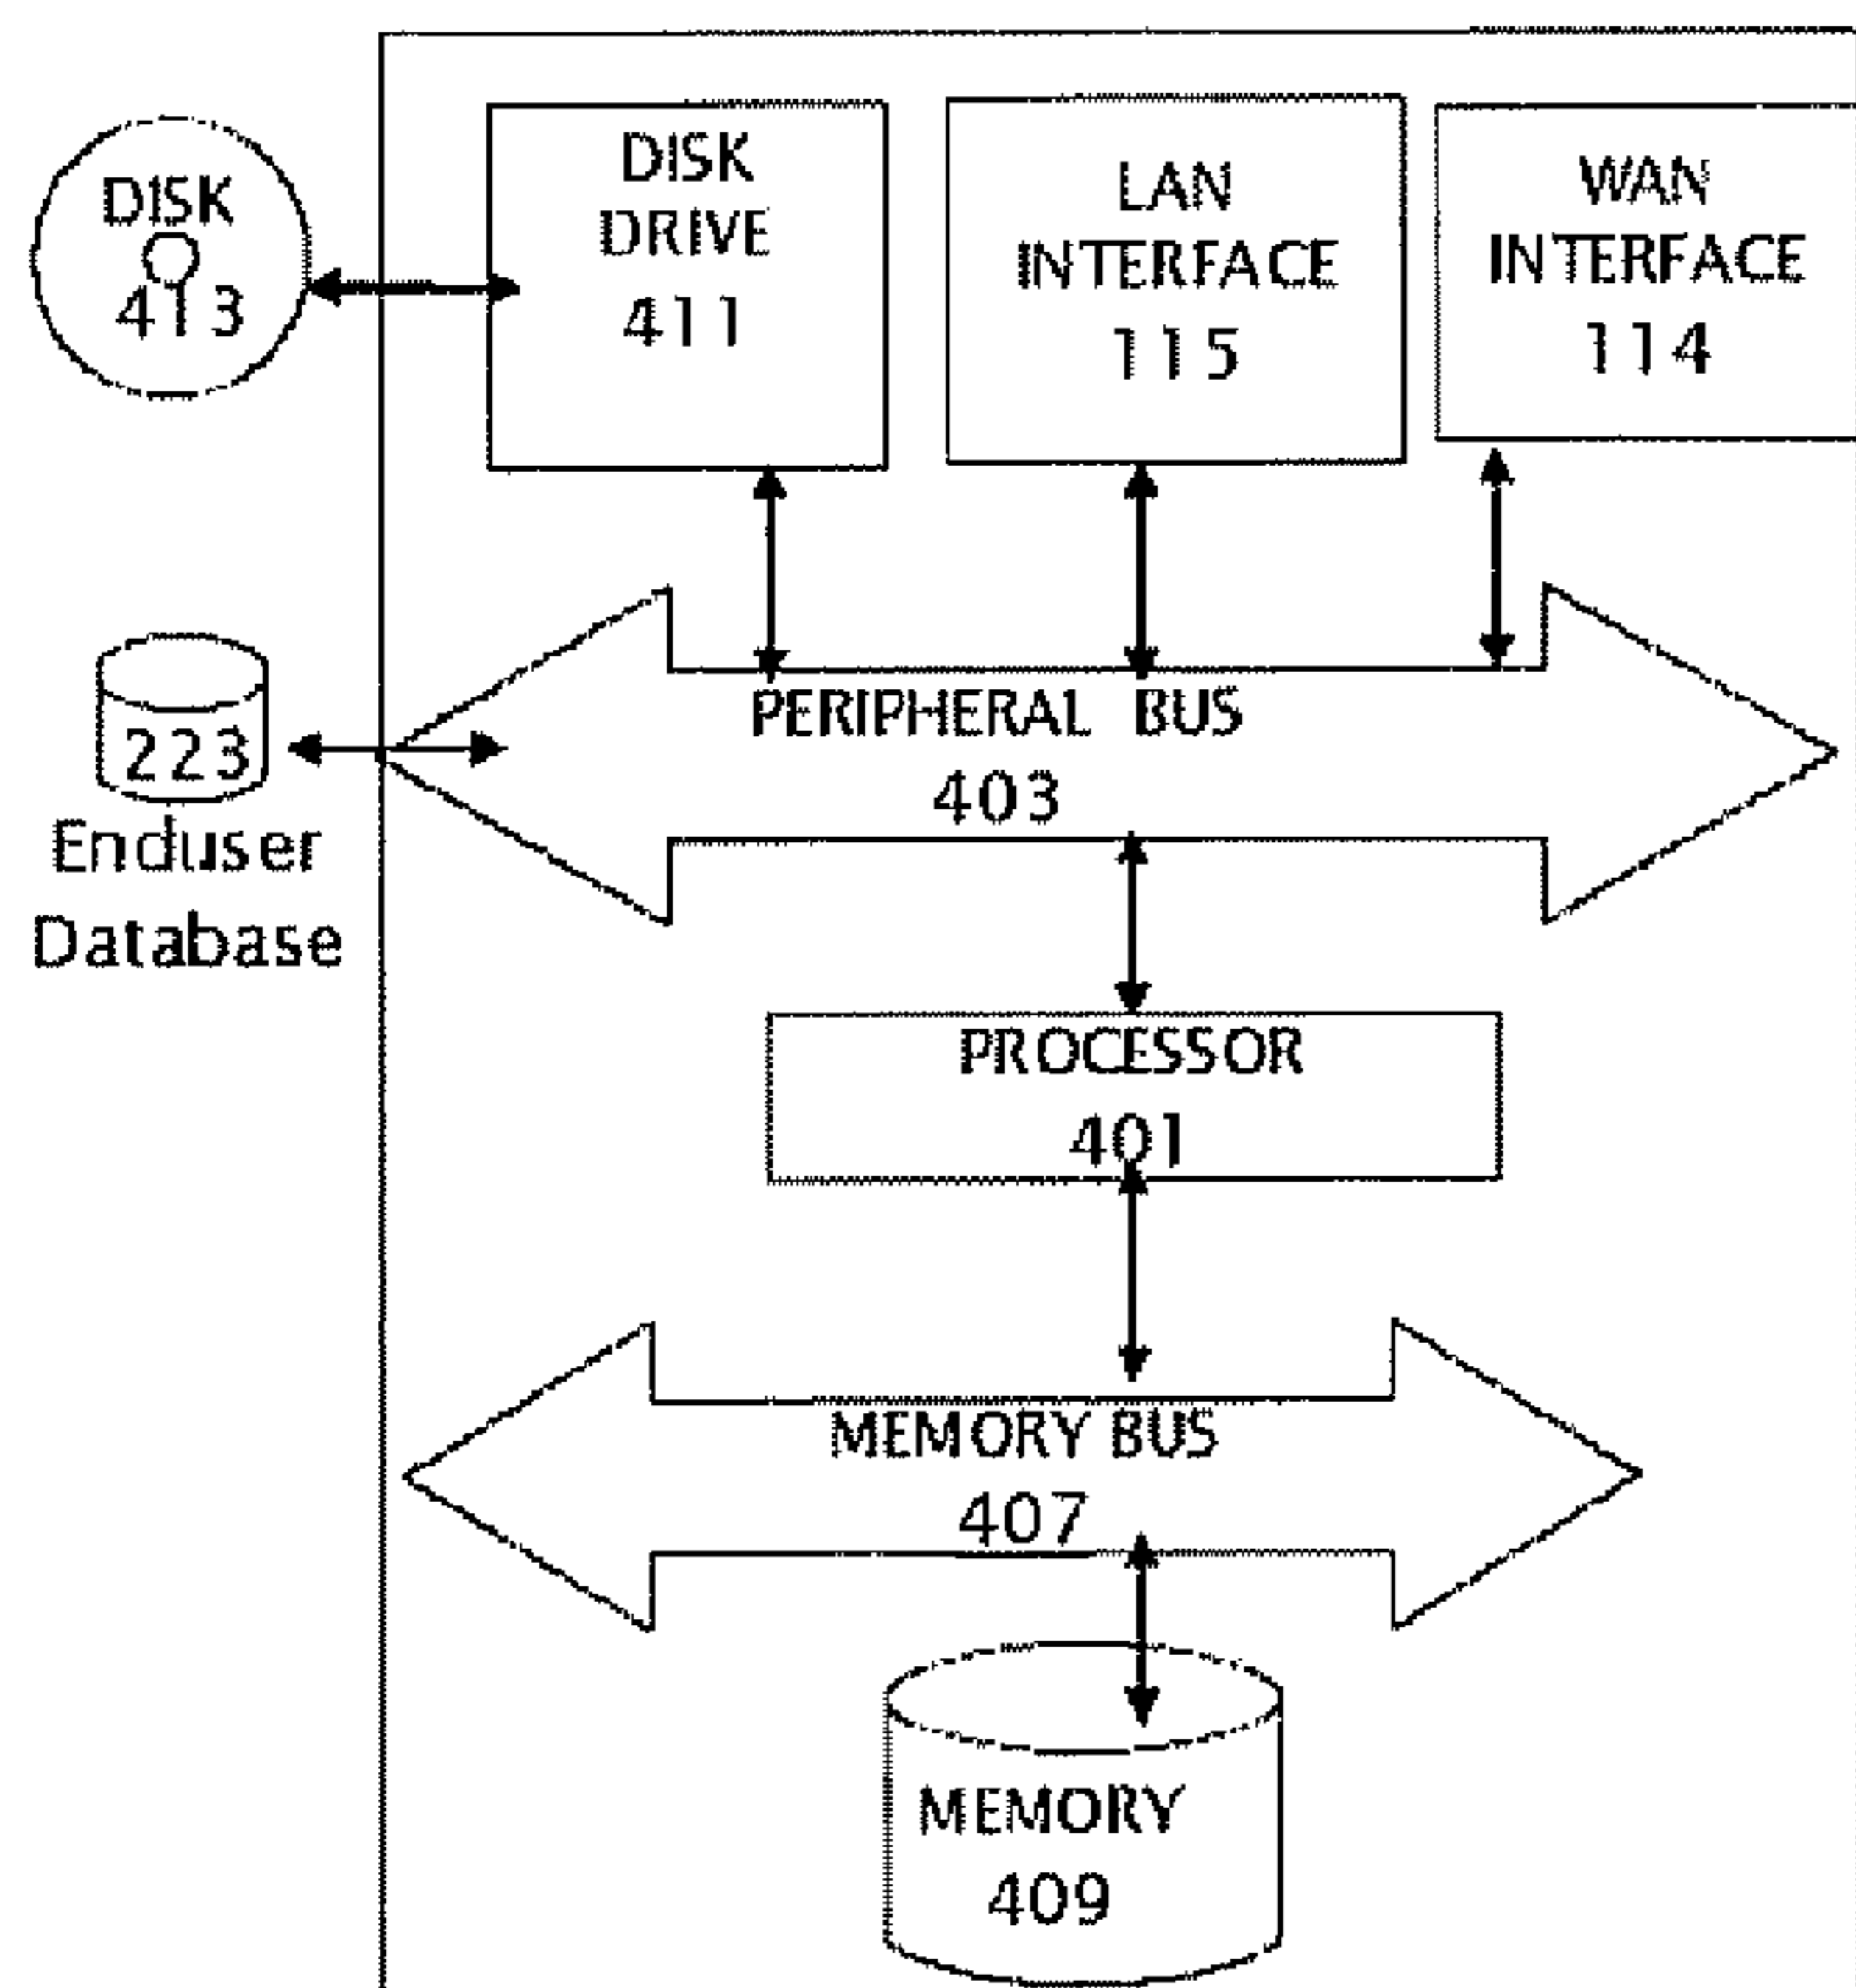 DISK
413
DISK
DRIVE
411
LAN
INTERFACE
115
WAN
INTERFACE
114
223
Enduser
Database
PERIPHERAL BUS
403
PROCESSOR
401
MEMORY BUS
407
MEMORY
409